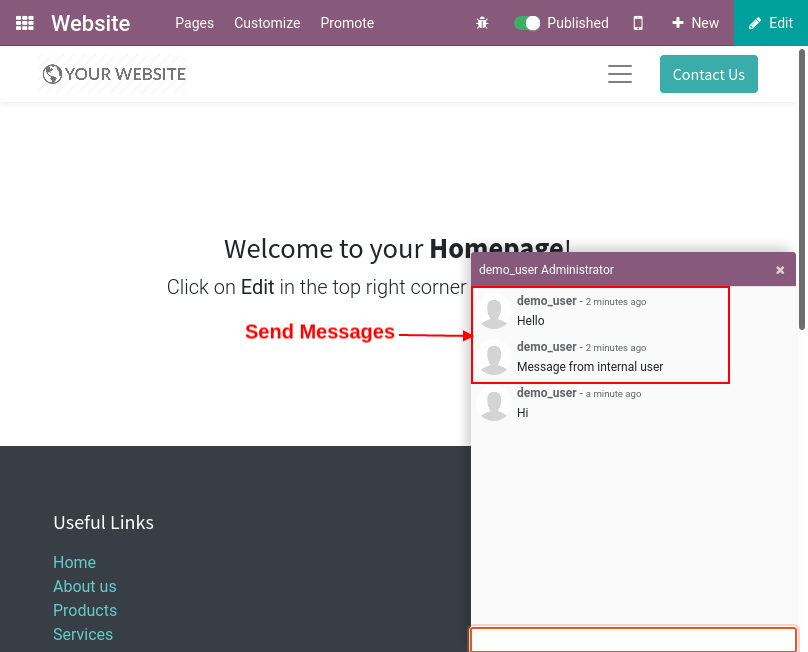 Website Pages Customize Promote Published New Edit
YOUR WEBSITE Contact Us
Welcome to your Homepage!
Click on Edit in the top right corner
Send Messages
demo_user Administrator
demo_user - 2 minutes ago
Hello
demo_user - 2 minutes ago
Message from internal user
demo_user - a minute ago
Hi
Useful Links
Home
About us
Products
Services